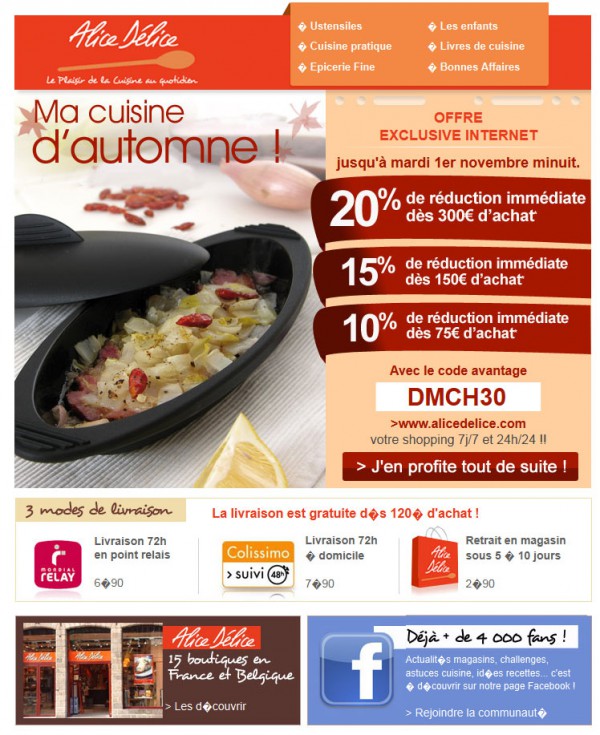 Alice Délice
Le Plaisir de la Cuisine au quotidien
� Ustensiles
� Cuisine pratique
� Epicerie Fine
� Les enfants
� Livres de cuisine
� Bonnes Affaires
Ma cuisine
d'automne !
OFFRE
EXCLUSIVE INTERNET
jusqu'à mardi 1er novembre minuit.
20% de réduction immédiate
dès 300€ d'achat*
15% de réduction immédiate
dès 150€ d'achat*
10% de réduction immédiate
dès 75€ d'achat*
Avec le code avantage
DMCH30
>www.alicedelice.com
votre shopping 7j/7 et 24h/24 !!
> J'en profite tout de suite !
3 modes de livraison
La livraison est gratuite d�s 120� d'achat !
MONDIAL
RELAY
Livraison 72h
en point relais
6�90
Colissimo
> suivi 48h
Livraison 72h
� domicile
7�90
Alice
Délice
Retrait en magasin
sous 5 � 10 jours
2�90
Alice Délice
Alice Délice
Alice Délice
15 boutiques en
France et Belgique
> Les d�couvrir
f
Déjà + de 4 000 fans !
Actualit�s magasins, challenges,
astuces cuisine, id�es recettes... c'est
� d�couvrir sur notre page Facebook !
> Rejoindre la communaut�